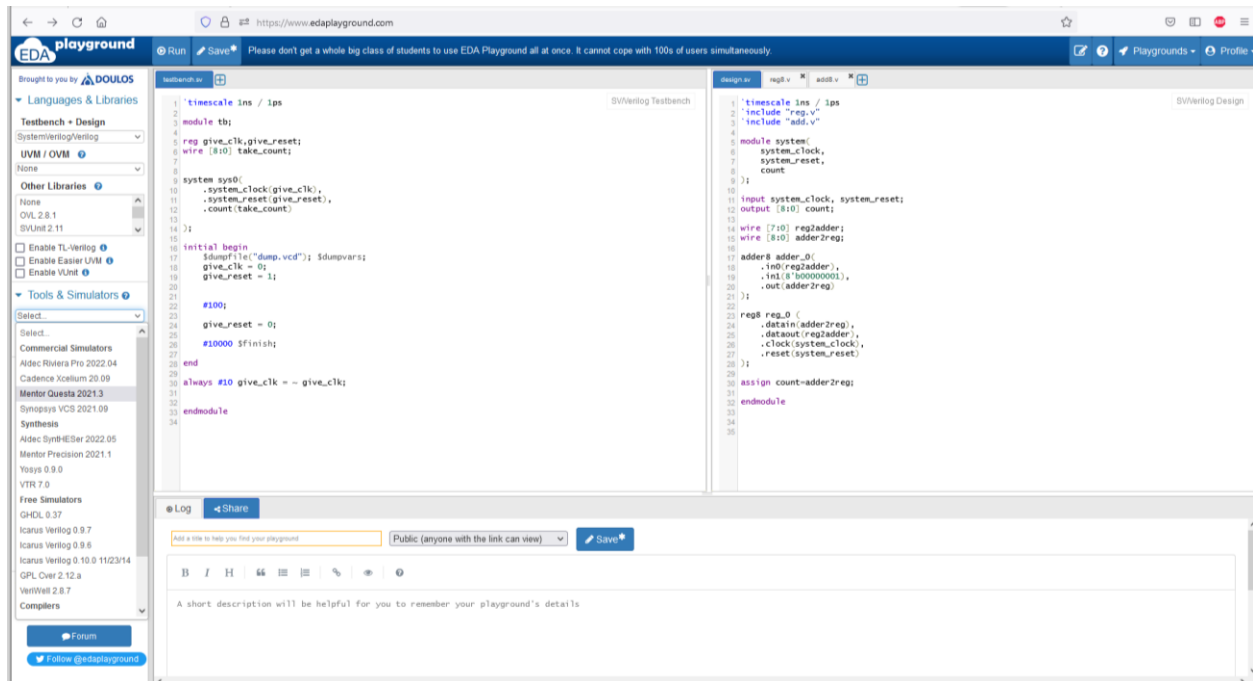 https://www.edaplayground.com
EDA playground
Run
Save*
Please don't get a whole big class of students to use EDA Playground all at once. It cannot cope with 100s of users simultaneously.
Playgrounds
Profile
Brought to you by DOULOS
Languages & Libraries
Testbench + Design
SystemVerilog/Verilog
UVM / OVM
None
Other Libraries
None
OVL 2.8.1
SVUnit 2.11
Enable TL-Verilog
Enable Easier UVM
Enable VUnit
Tools & Simulators
Select...
Select...
Commercial Simulators
Aldec Riviera Pro 2022.04
Cadence Xcelium 20.09
Mentor Questa 2021.3
Synopsys VCS 2021.09
Synthesis
Aldec SyntHESer 2022.05
Mentor Precision 2021.1
Yosys 0.9.0
VTR 7.0
Free Simulators
GHDL 0.37
Icarus Verilog 0.9.7
Icarus Verilog 0.9.6
Icarus Verilog 0.10.0 11/23/14
GPL Cver 2.12.a
VeriWell 2.8.7
Compilers
Forum
Follow @edaplayground
testbench.sv
SV/Verilog Testbench
1 `timescale 1ns / 1ps
2
3 module tb;
4
5 reg give_clk,give_reset;
6 wire [8:0] take_count;
7
8
9 system sys0(
10 .system_clock(give_clk),
11 .system_reset(give_reset),
12 .count(take_count)
13
14 );
15
16 initial begin
17 $dumpfile("dump.vcd"); $dumpvars;
18 give_clk = 0;
19 give_reset = 1;
20
21
22 #100;
23
24 give_reset = 0;
25
26 #10000 $finish;
27
28 end
29
30 always #10 give_clk = ~ give_clk;
31
32
33 endmodule
34
design.sv
reg8.v
add8.v
SV/Verilog Design
1 `timescale 1ns / 1ps
2 `include "reg.v"
3 `include "add.v"
4
5 module system(
6 system_clock,
7 system_reset,
8 count
9 );
10
11 input system_clock, system_reset;
12 output [8:0] count;
13
14 wire [7:0] reg2adder;
15 wire [8:0] adder2reg;
16
17 adder8 adder_0(
18 .in0(reg2adder),
19 .in1(8'b00000001),
20 .out(adder2reg)
21 );
22
23 reg8 reg_0 (
24 .datain(adder2reg),
25 .dataout(reg2adder),
26 .clock(system_clock),
27 .reset(system_reset)
28 );
29
30 assign count=adder2reg;
31
32 endmodule
33
34
35
Log
Share
Add a title to help you find your playground
Public (anyone with the link can view)
Save*
B I H
A short description will be helpful for you to remember your playground's details